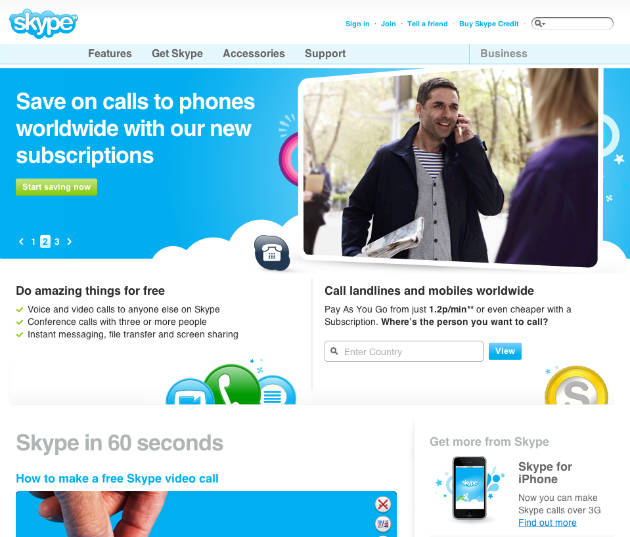 skype™
Sign in · Join · Tell a friend · Buy Skype Credit ·
Features Get Skype Accessories Support Business
Save on calls to phones
worldwide with our new
subscriptions
Start saving now
1 2 3
Do amazing things for free
Voice and video calls to anyone else on Skype
Conference calls with three or more people
Instant messaging, file transfer and screen sharing
Call landlines and mobiles worldwide
Pay As You Go from just 1.2p/min** or even cheaper with a
Subscription. Where's the person you want to call?
Enter Country View
S
Skype in 60 seconds
How to make a free Skype video call
Get more from Skype
Skype for
iPhone
Now you can make
Skype calls over 3G
Find out more